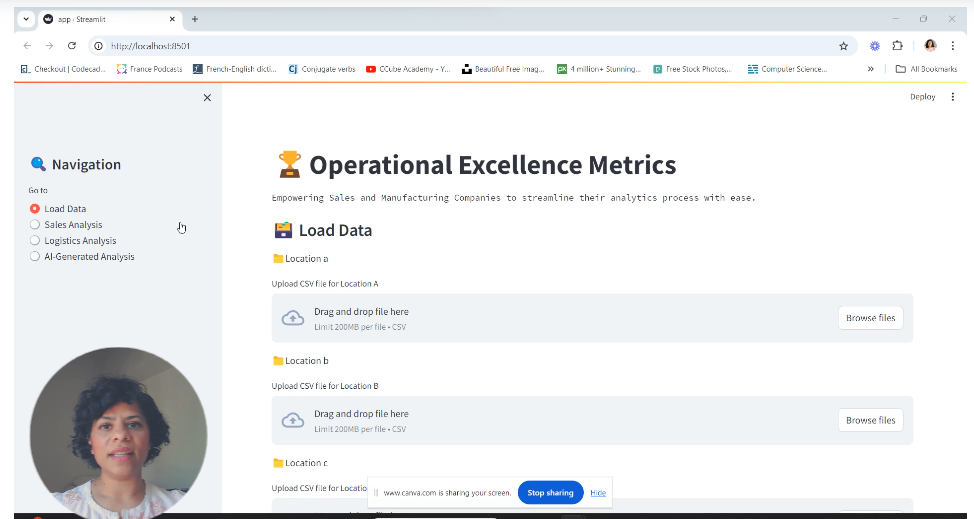 app · Streamlit
http://localhost:8501
Checkout | Codecad...
France Podcasts
French-English dicti...
Cj Conjugate verbs
CCube Academy - Y...
Beautiful Free Imag...
4 million+ Stunning...
Free Stock Photos,...
Computer Science...
All Bookmarks
Deploy
Navigation
Go to
Load Data
Sales Analysis
Logistics Analysis
AI-Generated Analysis
Operational Excellence Metrics
Empowering Sales and Manufacturing Companies to streamline their analytics process with ease.
Load Data
Location a
Upload CSV file for Location A
Drag and drop file here
Limit 200MB per file • CSV
Browse files
Location b
Upload CSV file for Location B
Drag and drop file here
Limit 200MB per file • CSV
Browse files
Location c
Upload CSV file for Locatio
www.canva.com is sharing your screen.
Stop sharing
Hide